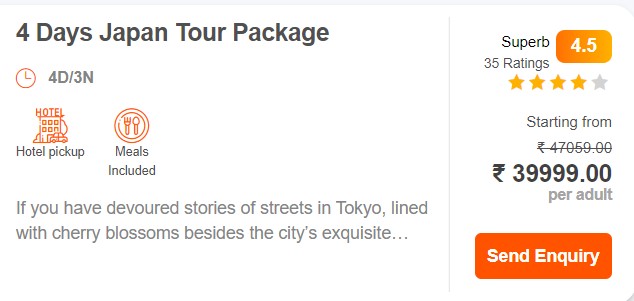 4 Days Japan Tour Package
4D/3N
HOTEL
Hotel pickup
Meals
Included
If you have devoured stories of streets in Tokyo, lined
with cherry blossoms besides the city’s exquisite…
Superb
4.5
35 Ratings
Starting from
₹ 47059.00
₹ 39999.00
per adult
Send Enquiry